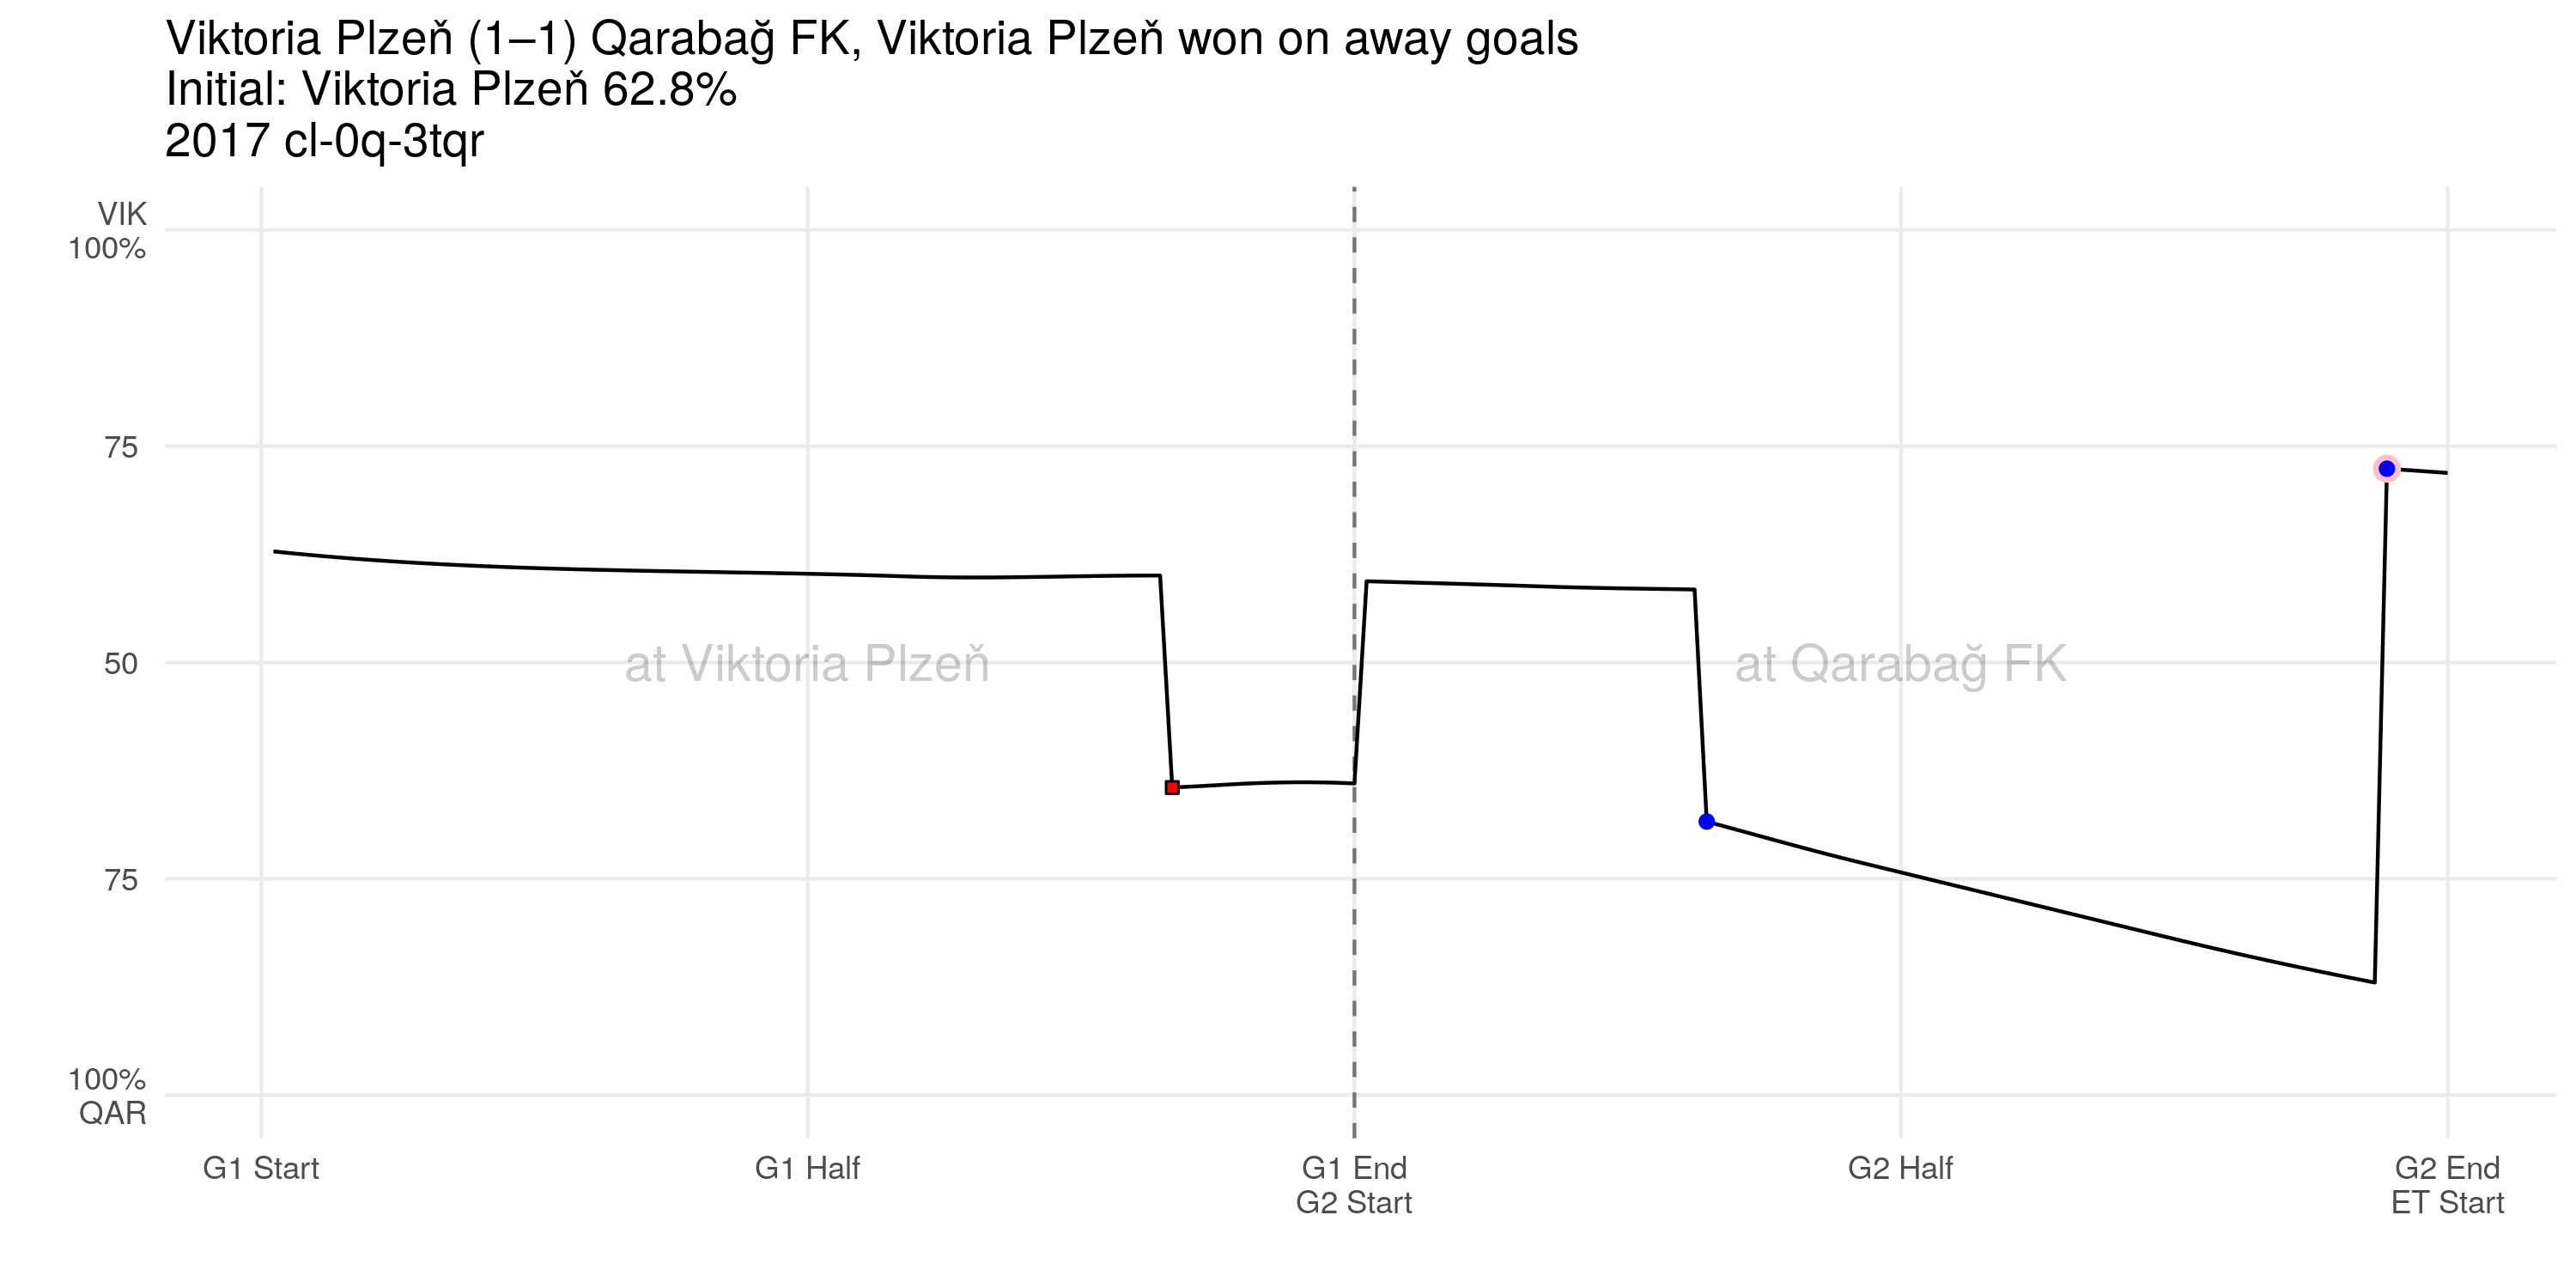 Viktoria Plzeň (1–1) Qarabağ FK, Viktoria Plzeň won on away goals
Initial: Viktoria Plzeň 62.8%
2017 cl-0q-3tqr
VIK
100%
75
50
75
100%
QAR
at Viktoria Plzeň
at Qarabağ FK
G1 Start
G1 Half
G1 End
G2 Start
G2 Half
G2 End
ET Start